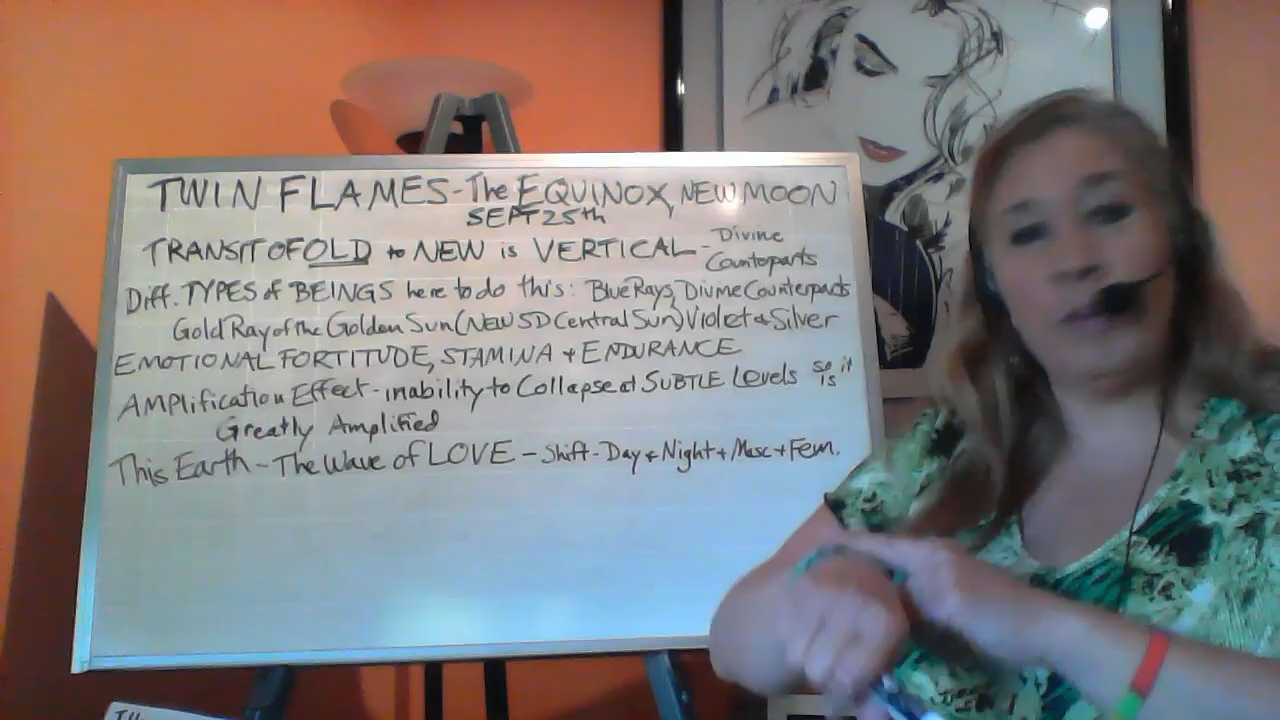 TWIN FLAMES - The EQUINOX, NEW MOON
SEPT 25th
TRANSIT OF OLD to NEW is VERTICAL - Divine
Counterparts
Diff. TYPES of BEINGS here to do this: Blue Rays, Divine Counterparts
Gold Ray of the Golden Sun (NEW 5D Central Sun) Violet & Silver
EMOTIONAL FORTITUDE, STAMINA + ENDURANCE
AMPlification Effect - inability to Collapse at SUBTLE Levels so it
is
Greatly Amplified
This Earth - The Wave of LOVE - Shift - Day + Night + Masc + Fem.